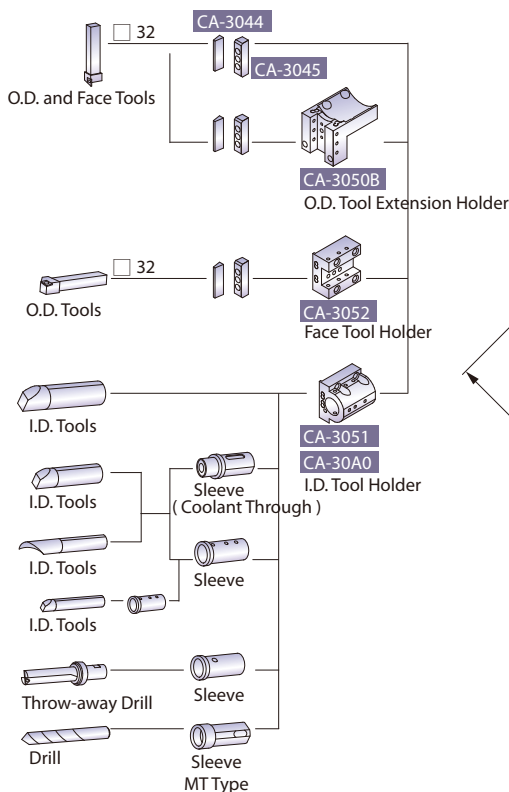 CA-3044
□ 32
CA-3045
O.D. and Face Tools
CA-3050B
O.D. Tool Extension Holder
□ 32
O.D. Tools
CA-3052
Face Tool Holder
I.D. Tools
CA-3051
CA-30A0
I.D. Tool Holder
I.D. Tools
Sleeve
( Coolant Through )
I.D. Tools
Sleeve
I.D. Tools
Throw-away Drill
Sleeve
Drill
Sleeve
MT Type